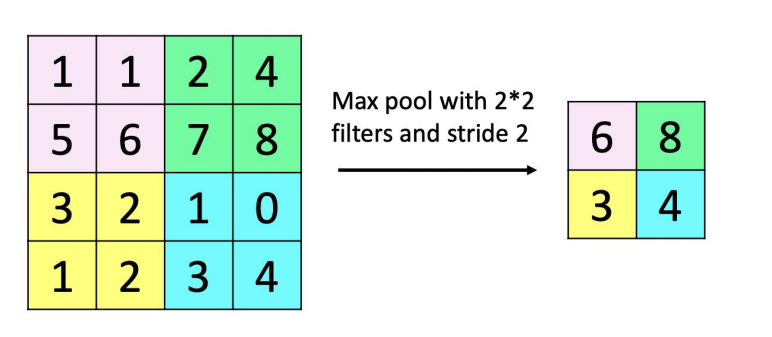 1 1 2 4
5 6 7 8
3 2 1 0
1 2 3 4
Max pool with 2*2
filters and stride 2
6 8
3 4